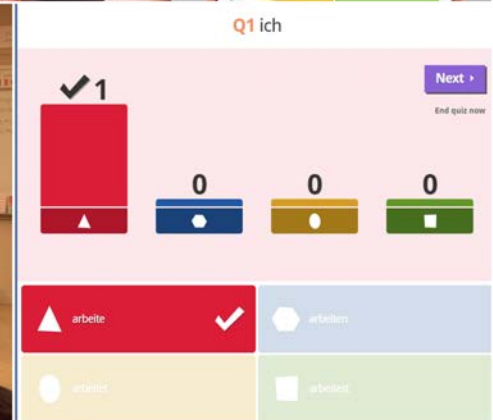 Q1 ich
1
Next ›
End quiz now
0
0
0
arbeite
arbeiten
arbeitet
arbeitest